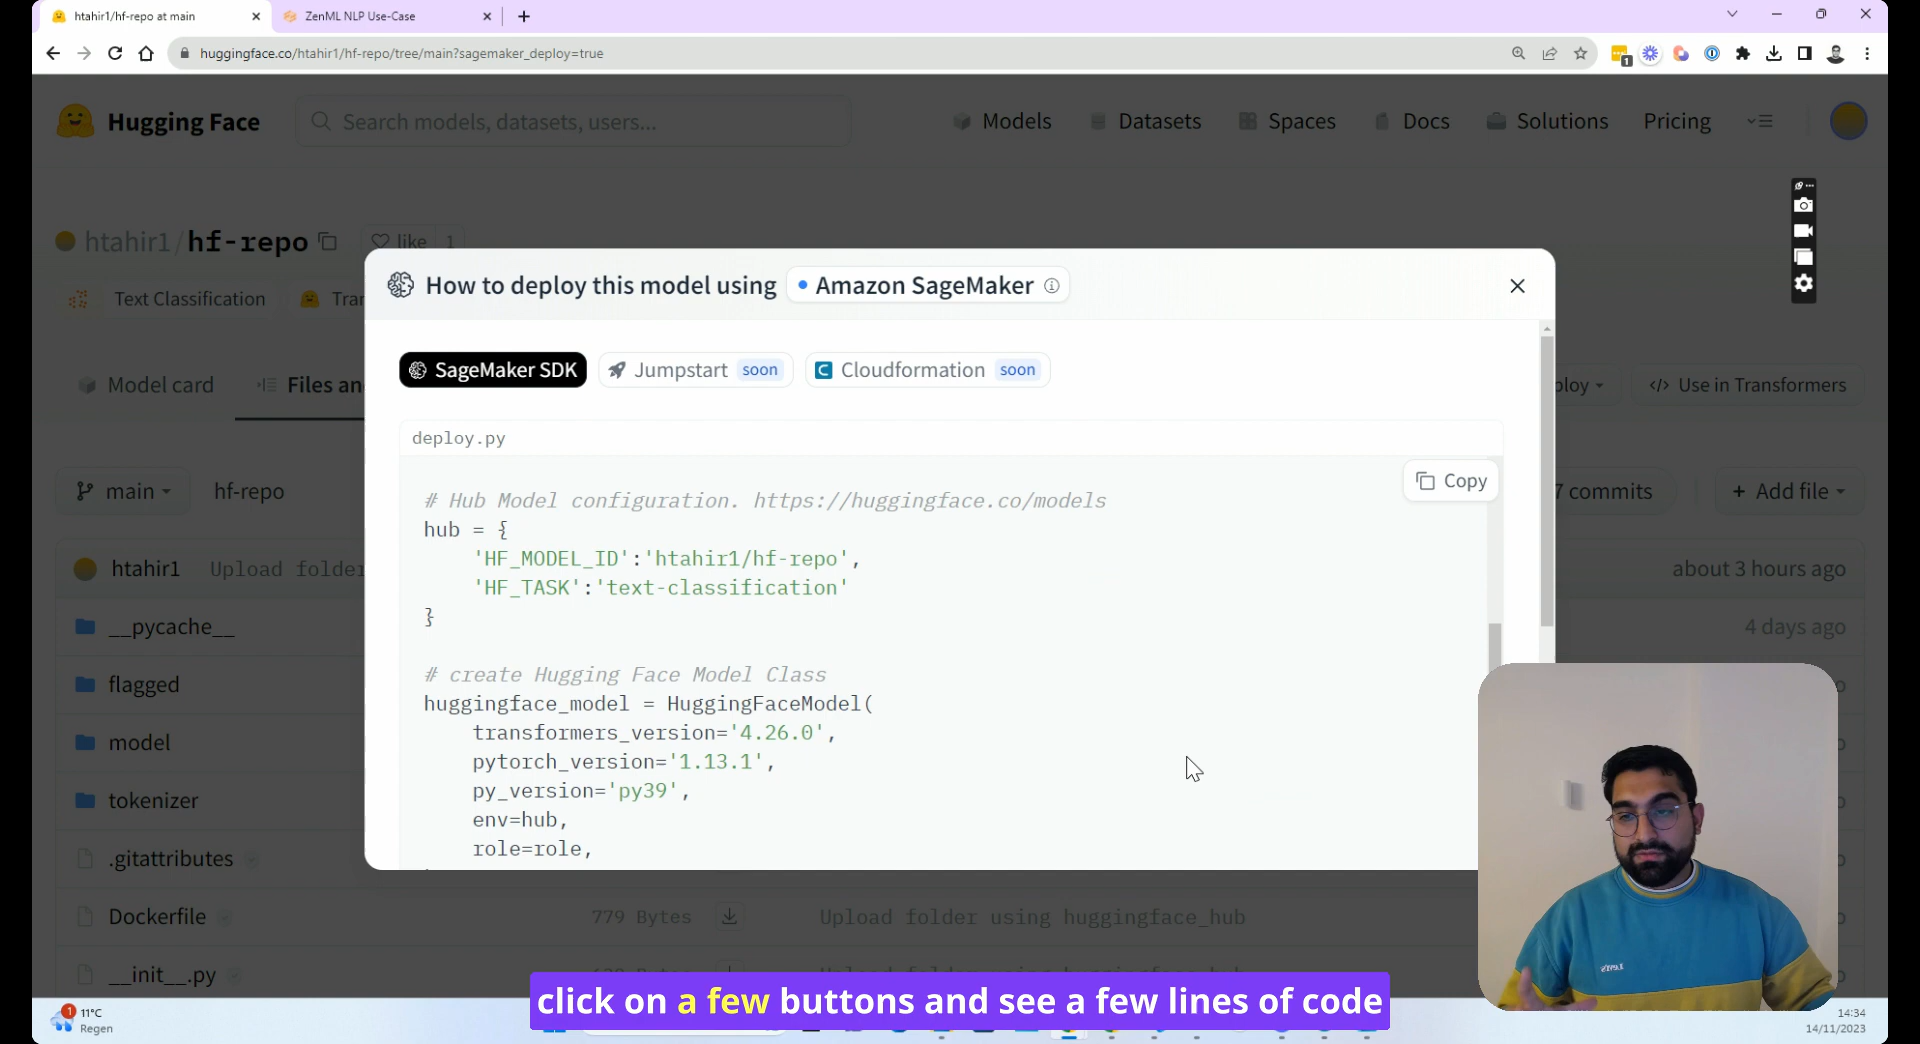 htahir1/hf-repo at main
ZenML NLP Use-Case
huggingface.co/htahir1/hf-repo/tree/main?sagemaker_deploy=true
1
Hugging Face
Search models, datasets, users...
Models
Datasets
Spaces
Docs
Solutions
Pricing
htahir1/hf-repo
like
1
Text Classification
Tran
How to deploy this model using
Amazon SageMaker
SageMaker SDK
Jumpstart soon
Cloudformation soon
Model card
Files an
ploy
</> Use in Transformers
deploy.py
Copy
# Hub Model configuration. https://huggingface.co/models
hub = {
'HF_MODEL_ID':'htahir1/hf-repo',
'HF_TASK':'text-classification'
}
# create Hugging Face Model Class
huggingface_model = HuggingFaceModel(
transformers_version='4.26.0',
pytorch_version='1.13.1',
py_version='py39',
env=hub,
role=role,
main
hf-repo
7 commits
+ Add file
htahir1
Upload folder
about 3 hours ago
__pycache__
4 days ago
flagged
model
tokenizer
.gitattributes
Dockerfile
779 Bytes
Upload folder using huggingface_hub
__init__.py
click on a few buttons and see a few lines of code
1
11°C
Regen
14:34
14/11/2023